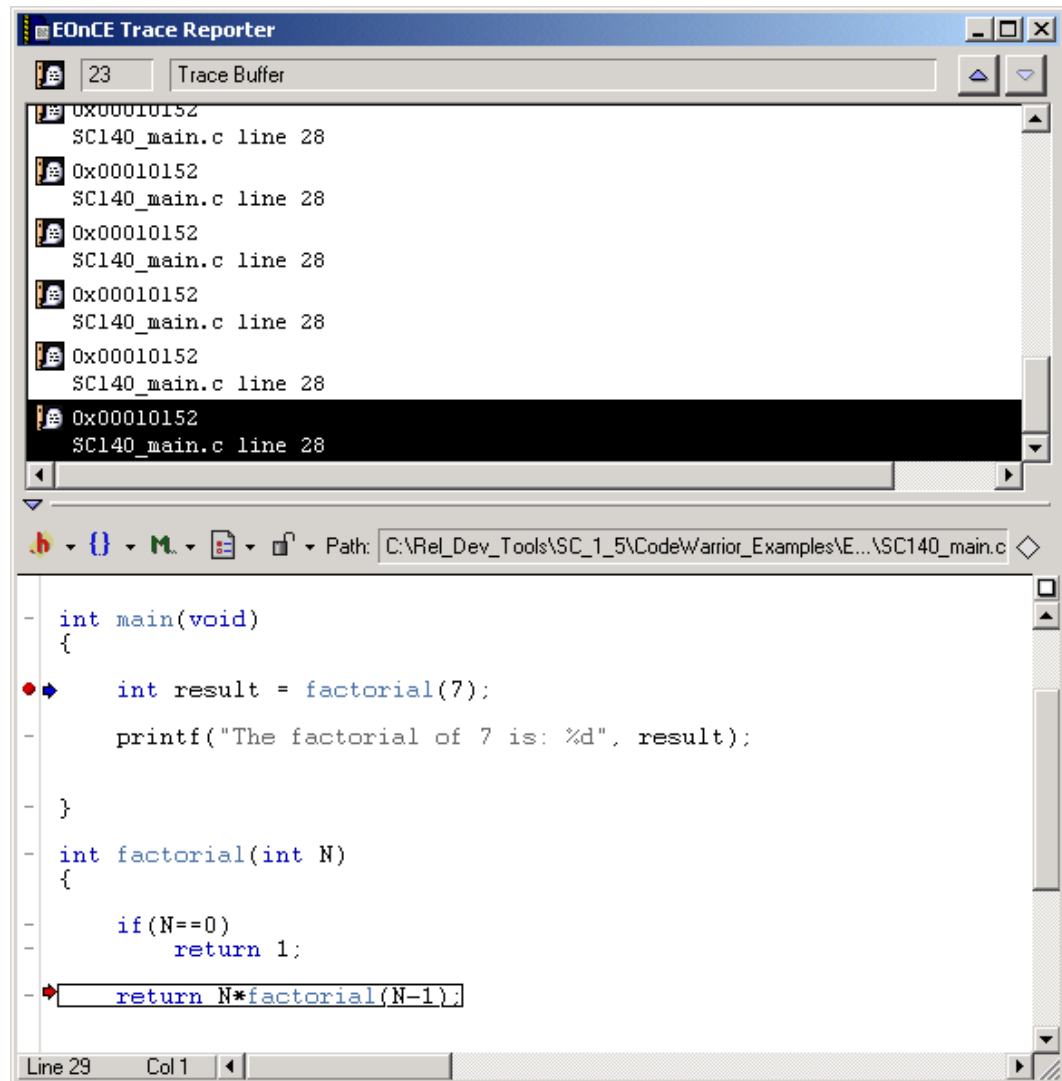 EOnCE Trace Reporter
23 Trace Buffer
0x00010152
SC140_main.c line 28
0x00010152
SC140_main.c line 28
0x00010152
SC140_main.c line 28
0x00010152
SC140_main.c line 28
0x00010152
SC140_main.c line 28
0x00010152
SC140_main.c line 28
.h {} M. Path: C:\Rel_Dev_Tools\SC_1_5\CodeWarrior_Examples\E...\SC140_main.c
int main(void)
{
int result = factorial(7);
printf("The factorial of 7 is: %d", result);
}
int factorial(int N)
{
if(N==0)
return 1;
return N*factorial(N-1);
Line 29 Col 1